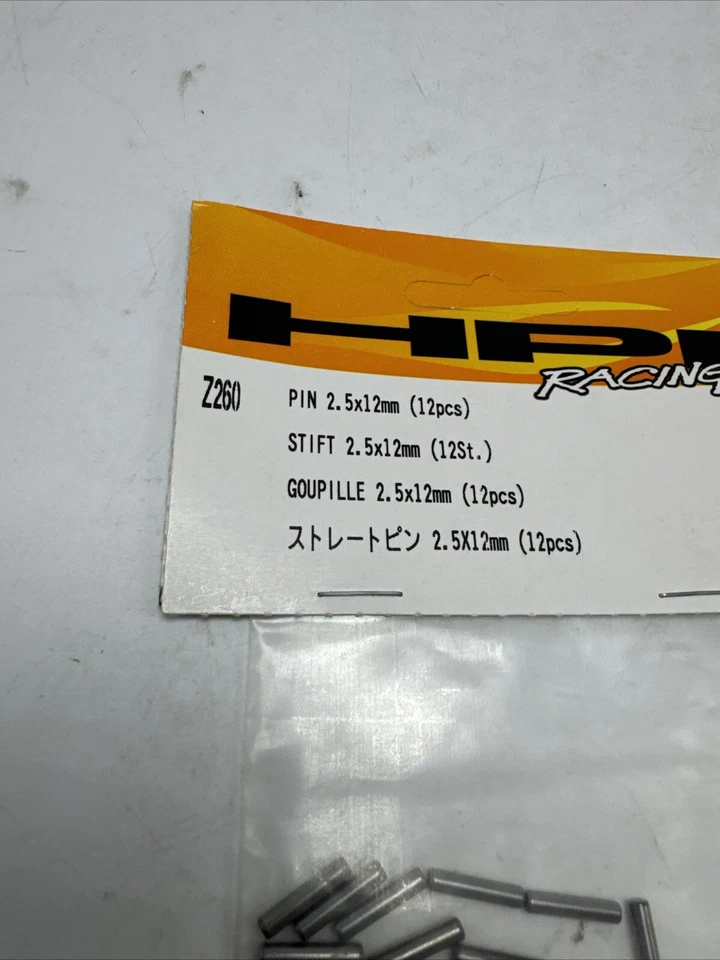 HPI
RACING
Z260
PIN 2.5x12mm (12pcs)
STIFT 2.5x12mm (12St.)
GOUPILLE 2.5x12mm (12pcs)
ストレートピン 2.5X12mm (12pcs)